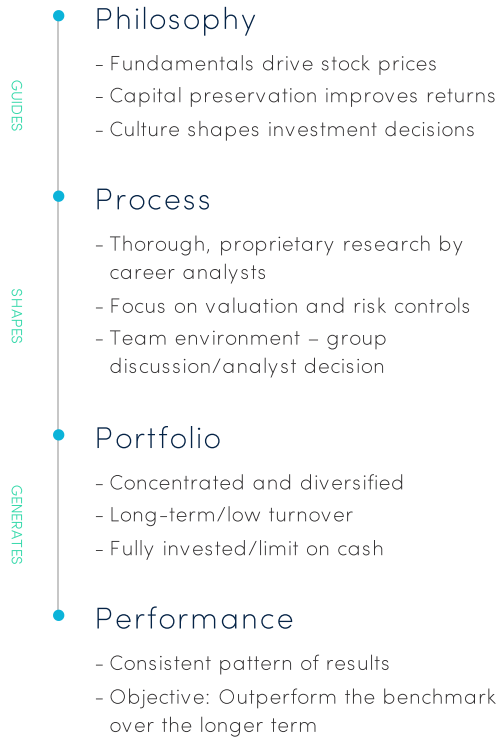 Philosophy
- Fundamentals drive stock prices
- Capital preservation improves returns
- Culture shapes investment decisions
GUIDES
Process
- Thorough, proprietary research by
career analysts
- Focus on valuation and risk controls
- Team environment – group
discussion/analyst decision
SHAPES
Portfolio
- Concentrated and diversified
- Long-term/low turnover
- Fully invested/limit on cash
GENERATES
Performance
- Consistent pattern of results
- Objective: Outperform the benchmark
over the longer term